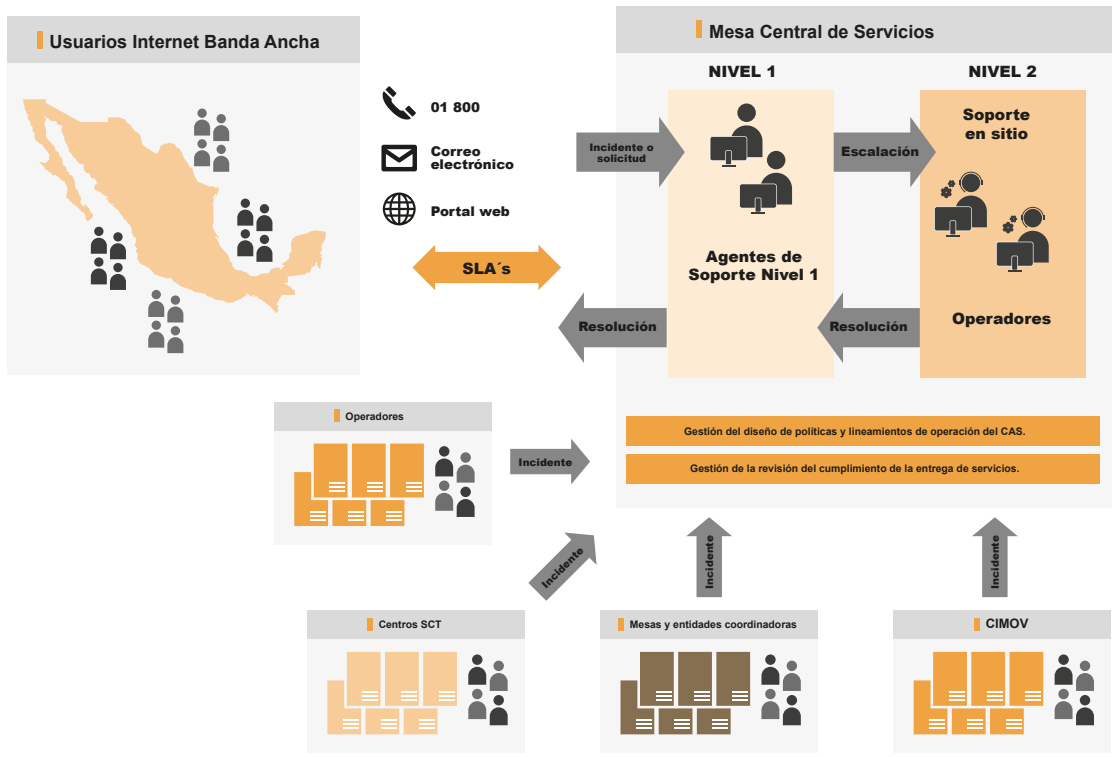 Usuarios Internet Banda Ancha
01 800
Correo
electrónico
Portal web
SLA´s
Mesa Central de Servicios
NIVEL 1
NIVEL 2
Incidente o
solicitud
Escalación
Soporte
en sitio
Agentes de
Soporte Nivel 1
Operadores
Resolución
Resolución
Gestión del diseño de políticas y lineamientos de operación del CAS.
Gestión de la revisión del cumplimiento de la entrega de servicios.
Operadores
Incidente
Incidente
Incidente
Incidente
Centros SCT
Mesas y entidades coordinadoras
CIMOV